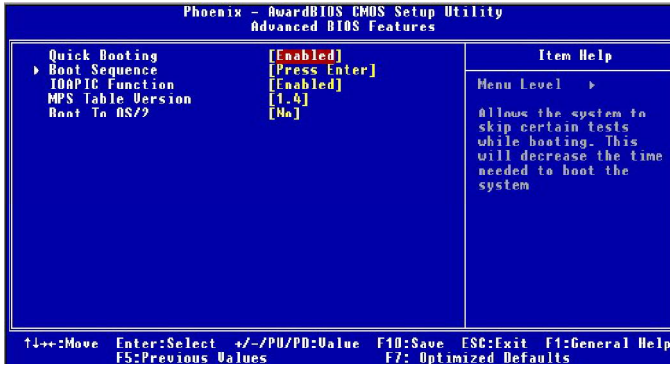 Phoenix - AwardBIOS CMOS Setup Utility
Advanced BIOS Features
Quick Booting [Enabled]
Boot Sequence [Press Enter]
IOAPIC Function [Enabled]
MPS Table Version [1.4]
Boot To OS/2 [No]
Item Help
Menu Level
Allows the system to
skip certain tests
while booting. This
will decrease the time
needed to boot the
system
↑↓→←:Move Enter:Select +/-/PU/PD:Value F10:Save ESC:Exit F1:General Help
F5:Previous Values F7: Optimized Defaults